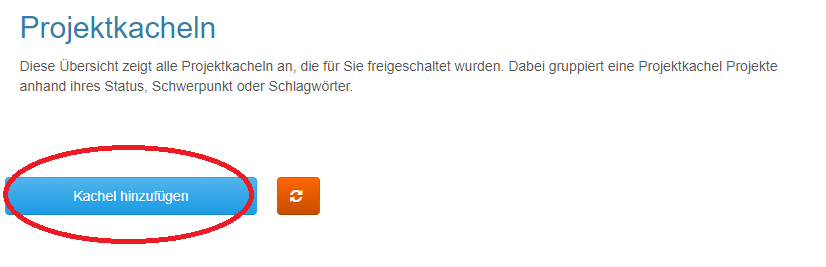 Projektkacheln
Diese Übersicht zeigt alle Projektkacheln an, die für Sie freigeschaltet wurden. Dabei gruppiert eine Projektkachel Projekte
anhand ihres Status, Schwerpunkt oder Schlagwörter.
Kachel hinzufügen